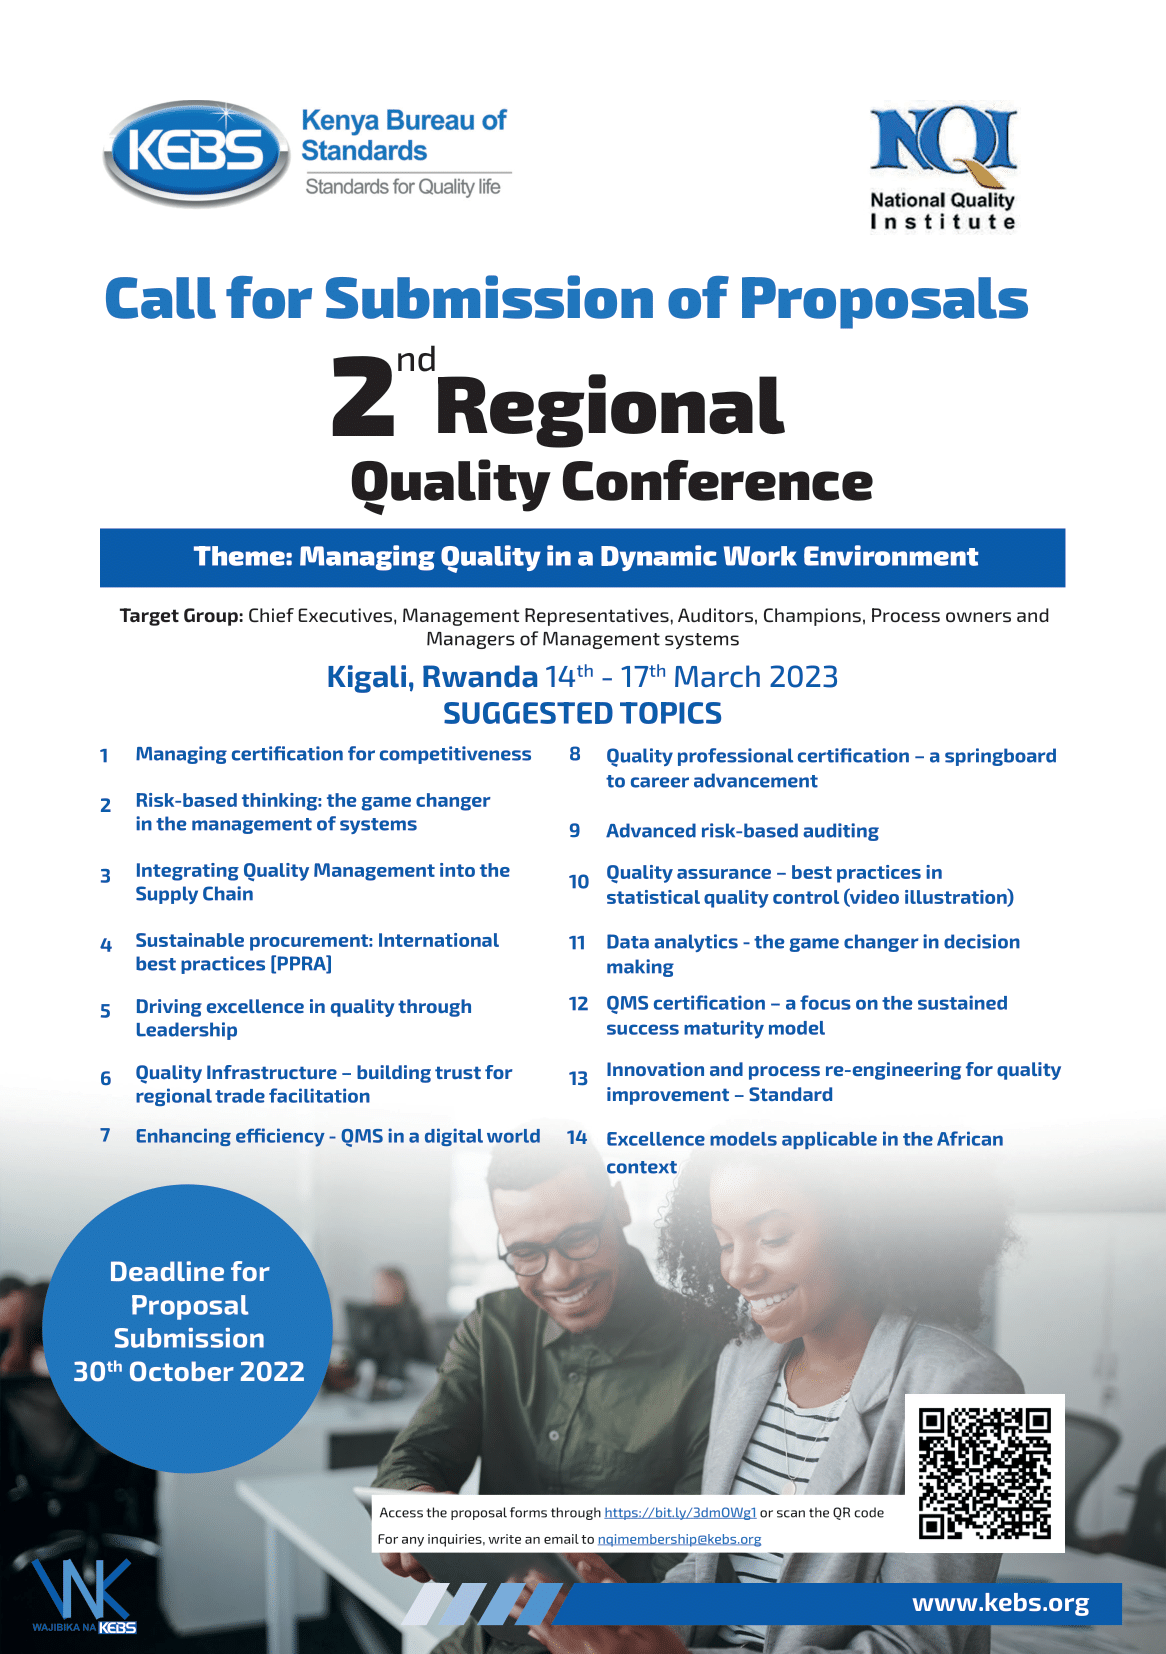 KEBS
Kenya Bureau of
Standards
Standards for Quality life
NQI
National Quality
Institute
Call for Submission of Proposals
2nd Regional
Quality Conference
Theme: Managing Quality in a Dynamic Work Environment
Target Group: Chief Executives, Management Representatives, Auditors, Champions, Process owners and
Managers of Management systems
Kigali, Rwanda 14th - 17th March 2023
SUGGESTED TOPICS
1 Managing certification for competitiveness
2 Risk-based thinking: the game changer
in the management of systems
3 Integrating Quality Management into the
Supply Chain
4 Sustainable procurement: International
best practices [PPRA]
5 Driving excellence in quality through
Leadership
6 Quality Infrastructure – building trust for
regional trade facilitation
7 Enhancing efficiency - QMS in a digital world
8 Quality professional certification – a springboard
to career advancement
9 Advanced risk-based auditing
10 Quality assurance – best practices in
statistical quality control (video illustration)
11 Data analytics - the game changer in decision
making
12 QMS certification – a focus on the sustained
success maturity model
13 Innovation and process re-engineering for quality
improvement – Standard
14 Excellence models applicable in the African
context
Deadline for
Proposal
Submission
30th October 2022
Access the proposal forms through https://bit.ly/3dmOWg1 or scan the QR code
For any inquiries, write an email to nqimembership@kebs.org
WNK
WAJIBIKA NA KEBS
www.kebs.org